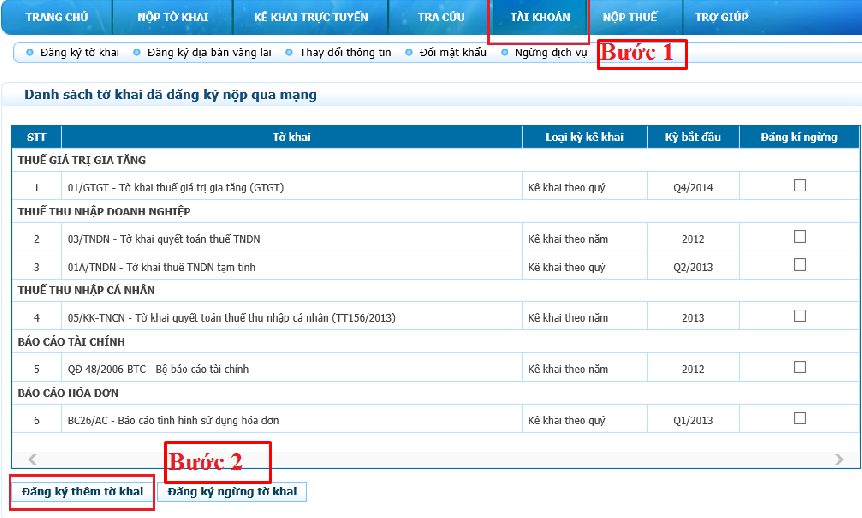 TRANG CHỦ NỘP TỜ KHAI KÊ KHAI TRỰC TUYẾN TRA CỨU TÀI KHOẢN NỘP THUẾ TRỢ GIÚP
Đăng ký tờ khai Đăng ký địa bàn vãng lai Thay đổi thông tin Đổi mật khẩu Ngừng dịch vụ Bước 1
Danh sách tờ khai đã đăng ký nộp qua mạng
STT Tờ khai Loại kỳ kê khai Kỳ bắt đầu Đăng kí ngừng
THUẾ GIÁ TRỊ GIA TĂNG
1 01/GTGT - Tờ khai thuế giá trị gia tăng (GTGT) Kê khai theo quý Q4/2014
THUẾ THU NHẬP DOANH NGHIỆP
2 03/TNDN - Tờ khai quyết toán thuế TNDN Kê khai theo năm 2012
3 01A/TNDN - Tờ khai thuế TNDN tạm tính Kê khai theo quý Q2/2013
THUẾ THU NHẬP CÁ NHÂN
4 05/KK-TNCN - Tờ khai quyết toán thuế thu nhập cá nhân (TT156/2013) Kê khai theo năm 2013
BÁO CÁO TÀI CHÍNH
5 QĐ 48/2006-BTC - Bộ báo cáo tài chính Kê khai theo năm 2012
BÁO CÁO HÓA ĐƠN
6 BC26/AC - Báo cáo tình hình sử dụng hóa đơn Kê khai theo quý Q1/2013
Bước 2
Đăng ký thêm tờ khai Đăng ký ngừng tờ khai